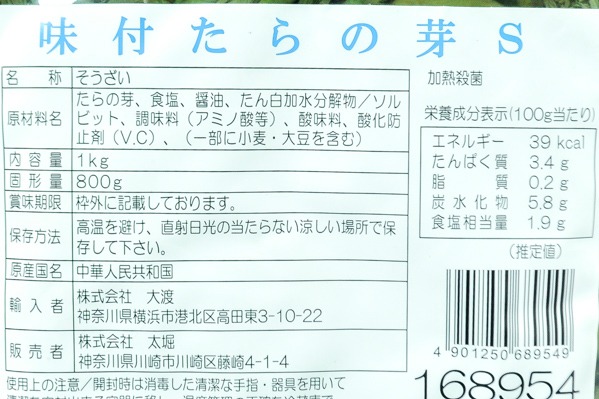 味付たらの芽S
名称 そうざい
原材料名 たらの芽、食塩、醤油、たん白加水分解物／ソル
ビット、調味料（アミノ酸等）、酸味料、酸化防
止剤（V.C）、（一部に小麦・大豆を含む）
内容量 1kg
固形量 800g
賞味期限 枠外に記載しております。
保存方法 高温を避け、直射日光の当たらない涼しい場所で保
存して下さい。
原産国名 中華人民共和国
輸入者 株式会社 大渡
神奈川県横浜市港北区高田東3-10-22
販売者 株式会社 太堀
神奈川県川崎市川崎区藤崎4-1-4
使用上の注意／開封時は消毒した清潔な手指・器具を用いて
加熱殺菌
栄養成分表示(100g当たり)
エネルギー 39kcal
たんぱく質 3.4g
脂質 0.2g
炭水化物 5.8g
食塩相当量 1.9g
(推定値)
4 901250 689549
168954